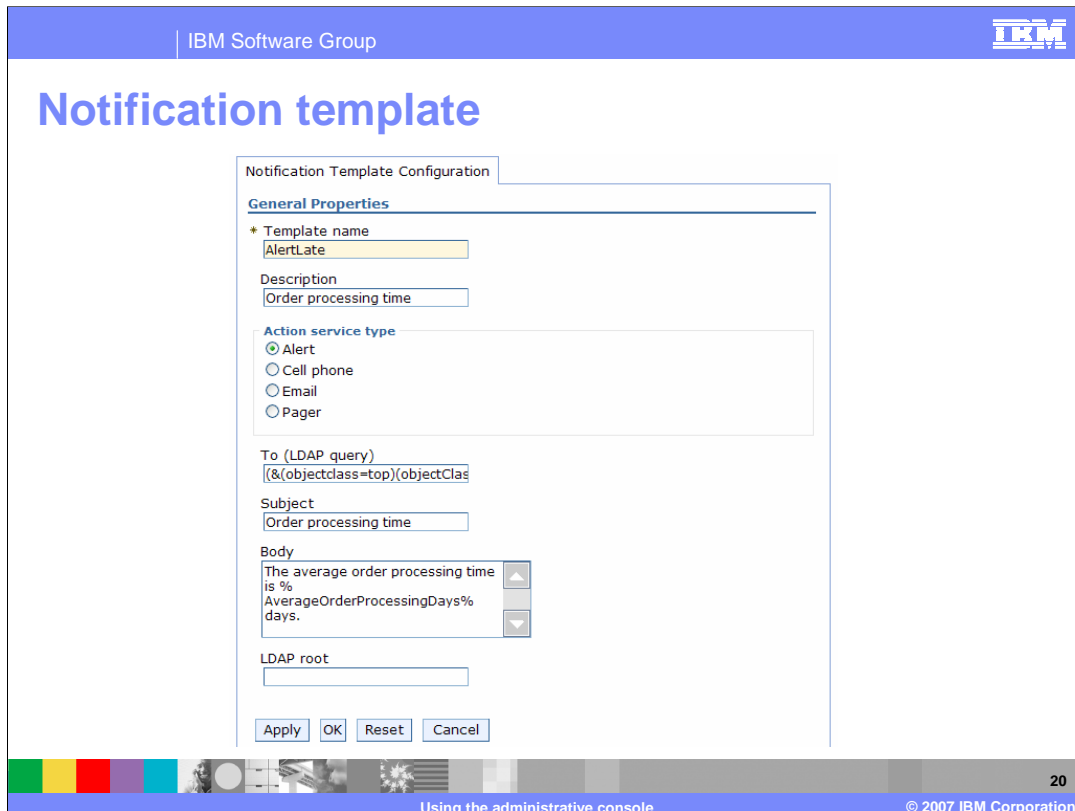 IBM Software Group
IBM
Notification template
Notification Template Configuration
General Properties
* Template name
AlertLate
Description
Order processing time
Action service type
Alert
Cell phone
Email
Pager
To (LDAP query)
(&(objectclass=top)(objectClas
Subject
Order processing time
Body
The average order processing time
is %
AverageOrderProcessingDays%
days.
LDAP root
Apply OK Reset Cancel
20
Using the administrative console
© 2007 IBM Corporation